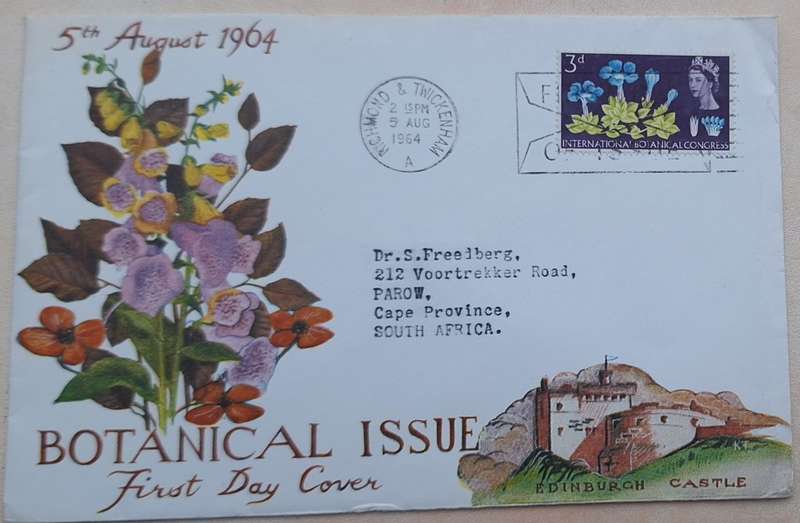 5th August 1964
RICHMOND & TWICKENHAM
2 15PM
5 AUG
1964
A
3d
INTERNATIONAL BOTANICAL CONGRESS
Dr.S.Freedberg,
212 Voortrekker Road,
PAROW,
Cape Province,
SOUTH AFRICA.
BOTANICAL ISSUE
First Day Cover
EDINBURGH CASTLE